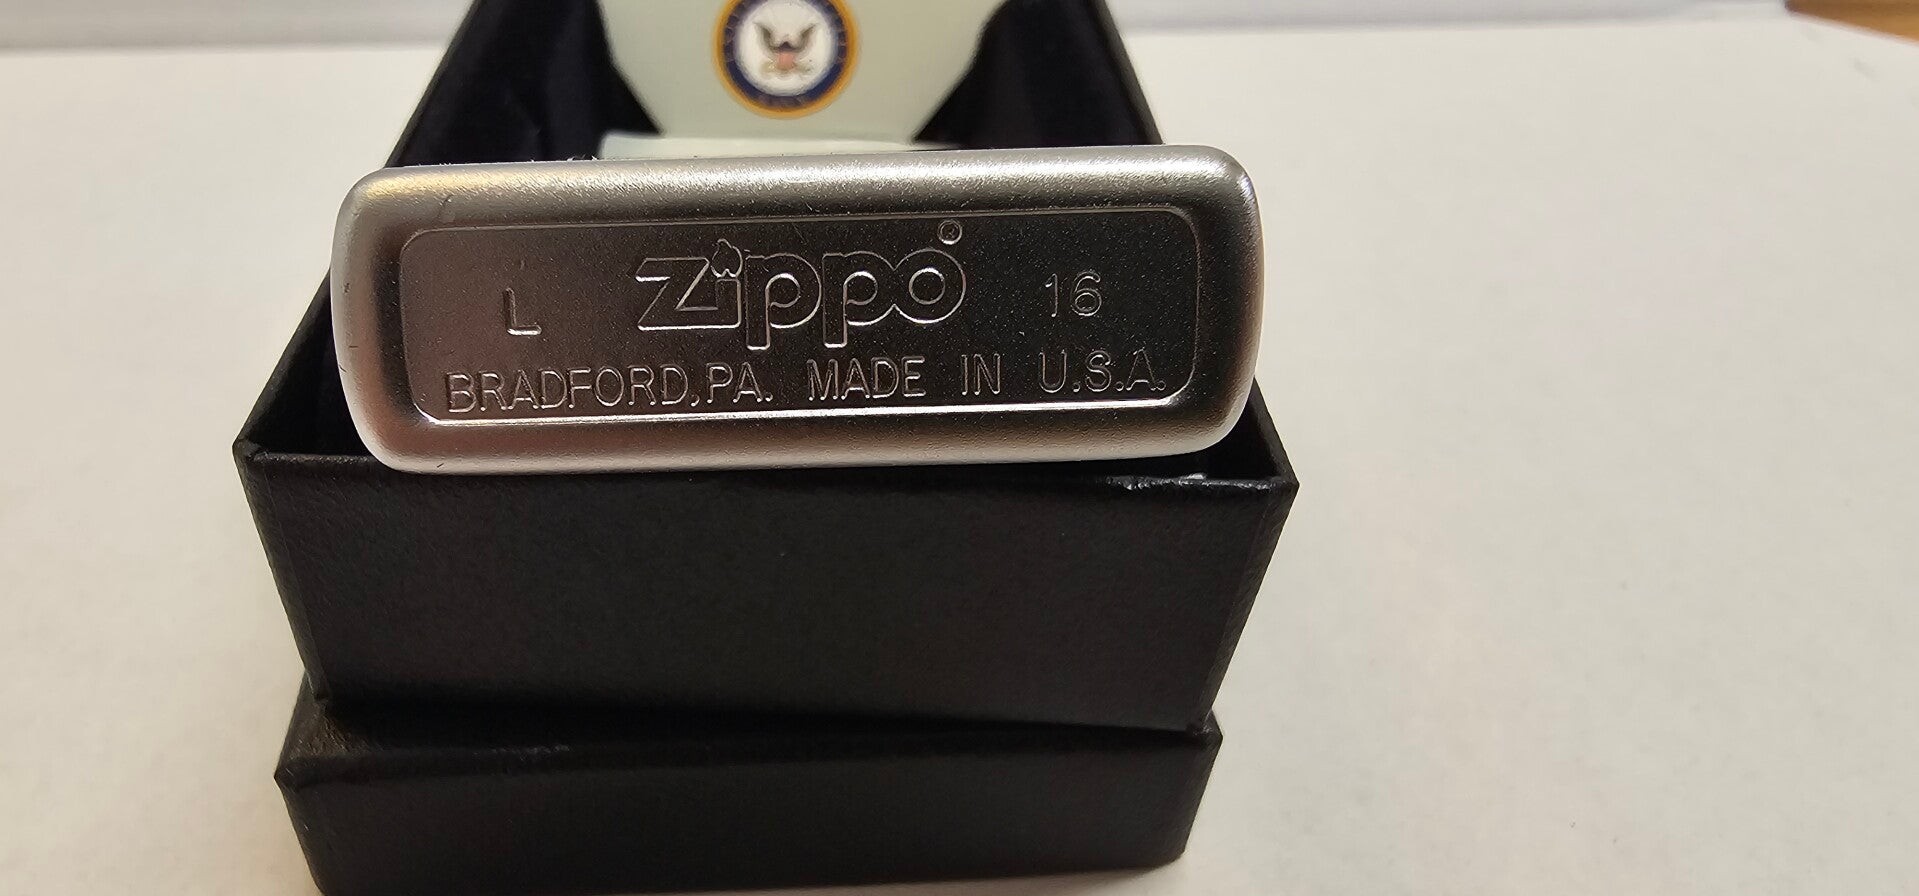 L Zippo® 16
BRADFORD, PA. MADE IN U.S.A.